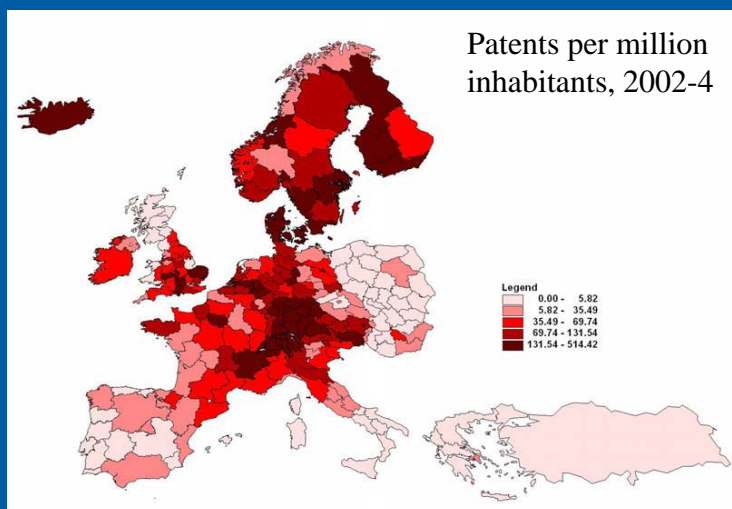 Patents per million
inhabitants, 2002-4
Legend
0.00 - 5.82
5.82 - 35.49
35.49 - 69.74
69.74 - 131.54
131.54 - 514.42